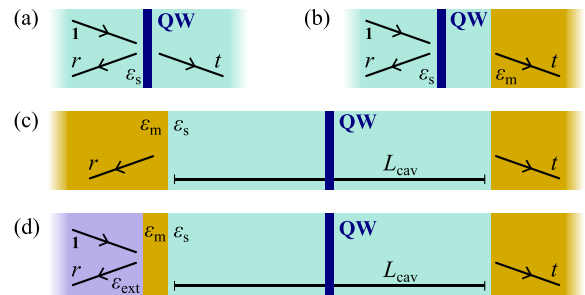 (a) QW
1
r εs t
(b) QW
1
r εs εm t
(c) εm εs QW
r Lcav t
(d) εm εs QW
1
r εext Lcav t